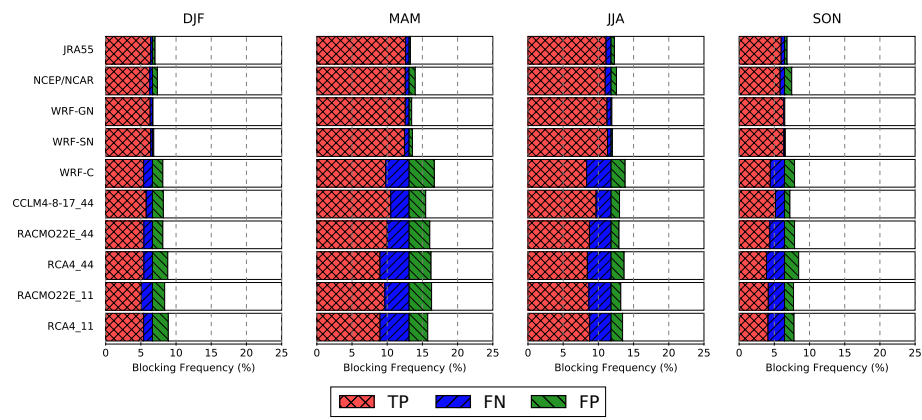 DJF MAM JJA SON
JRA55
NCEP/NCAR
WRF-GN
WRF-SN
WRF-C
CCLM4-8-17_44
RACMO22E_44
RCA4_44
RACMO22E_11
RCA4_11
0 5 10 15 20 25 0 5 10 15 20 25 0 5 10 15 20 25 0 5 10 15 20 25
Blocking Frequency (%) Blocking Frequency (%) Blocking Frequency (%) Blocking Frequency (%)
TP FN FP